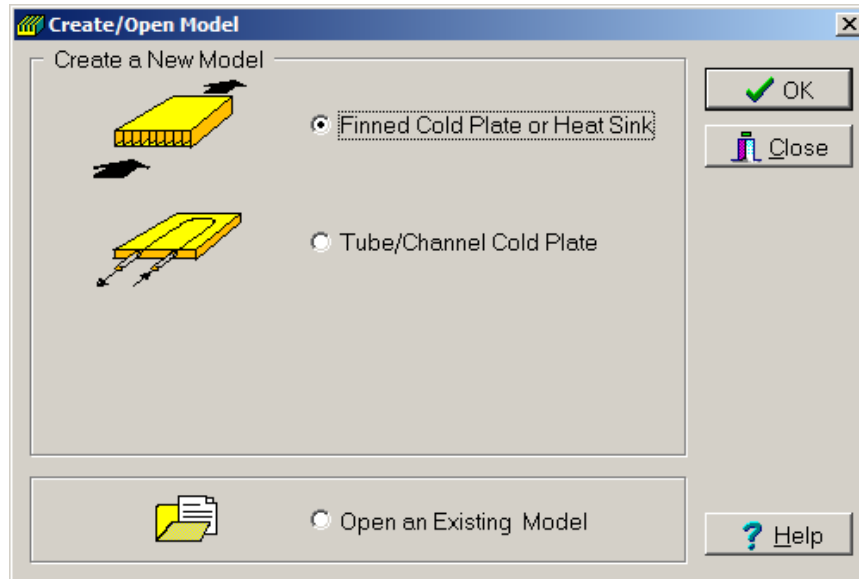 Create/Open Model
Create a New Model
OK
Finned Cold Plate or Heat Sink
Close
Tube/Channel Cold Plate
Open an Existing Model
Help